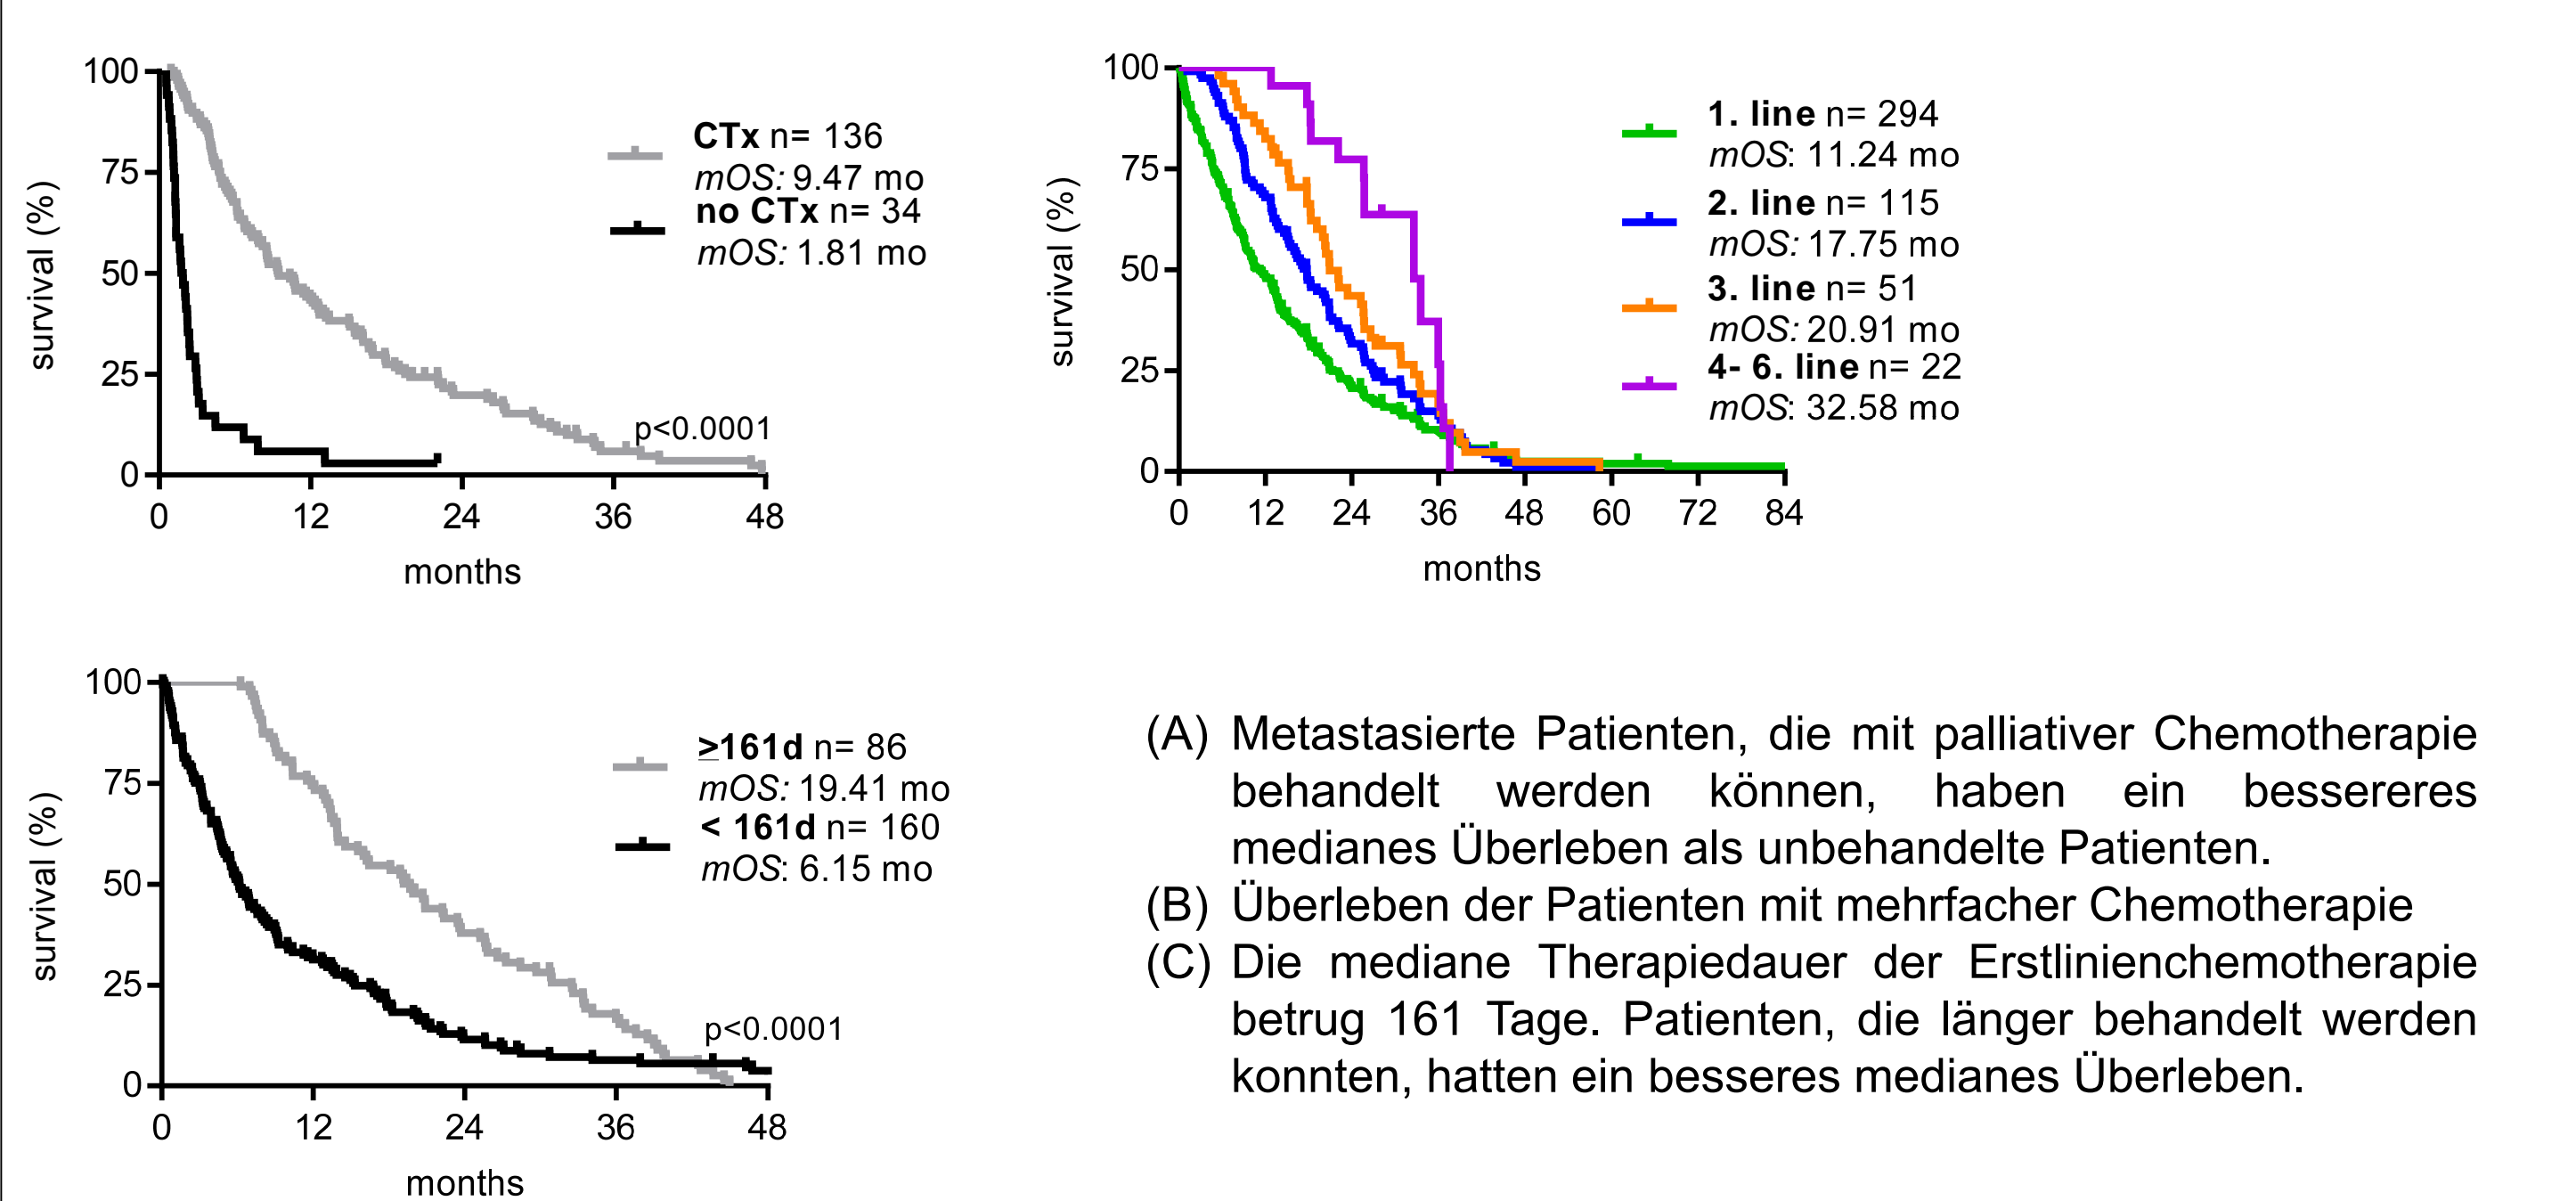 100
75
50
25
0
survival (%)
0 12 24 36 48
months
CTx n= 136
mOS: 9.47 mo
no CTx n= 34
mOS: 1.81 mo
p<0.0001
100
75
50
25
0
survival (%)
0 12 24 36 48 60 72 84
months
1. line n= 294
mOS: 11.24 mo
2. line n= 115
mOS: 17.75 mo
3. line n= 51
mOS: 20.91 mo
4- 6. line n= 22
mOS: 32.58 mo
100
75
50
25
0
survival (%)
0 12 24 36 48
months
≥161d n= 86
mOS: 19.41 mo
< 161d n= 160
mOS: 6.15 mo
p<0.0001
(A) Metastasierte Patienten, die mit palliativer Chemotherapie
behandelt werden können, haben ein bessereres
medianes Überleben als unbehandelte Patienten.
(B) Überleben der Patienten mit mehrfacher Chemotherapie
(C) Die mediane Therapiedauer der Erstlinienchemotherapie
betrug 161 Tage. Patienten, die länger behandelt werden
konnten, hatten ein besseres medianes Überleben.